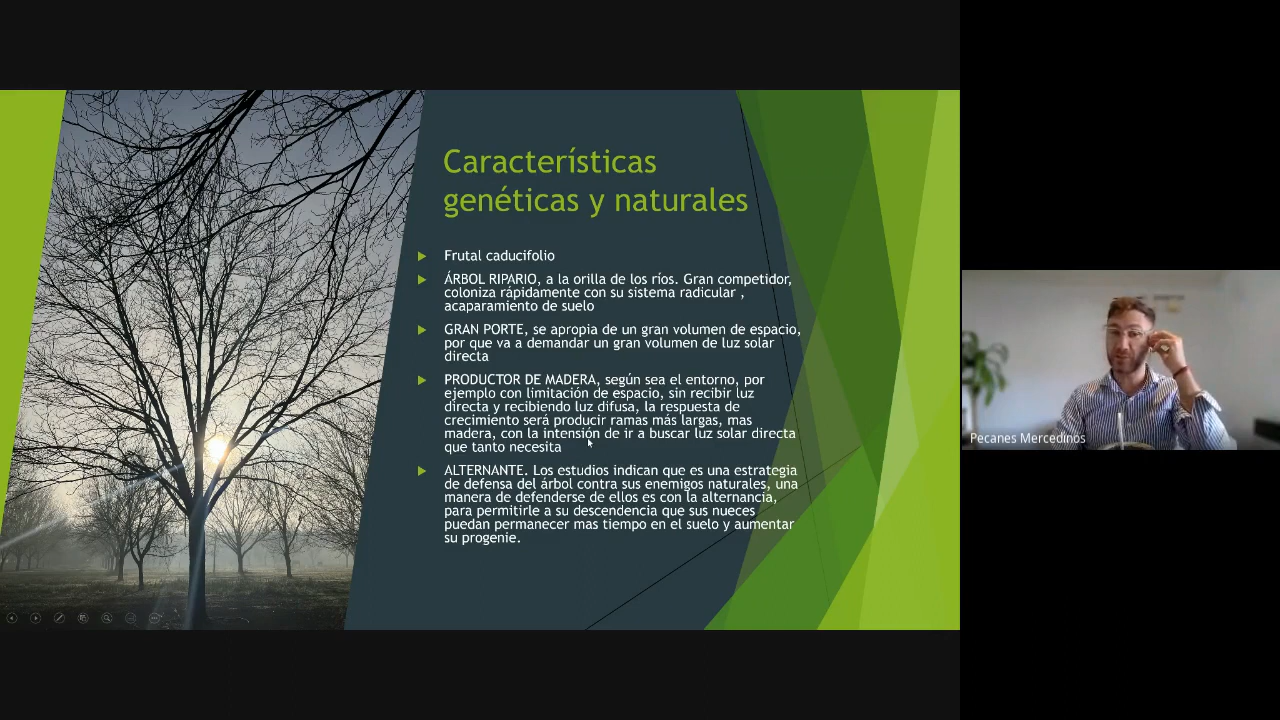 Características
genéticas y naturales
Frutal caducifolio
ÁRBOL RIPARIO, a la orilla de los ríos. Gran competidor,
coloniza rápidamente con su sistema radicular ,
acaparamiento de suelo
GRAN PORTE, se apropia de un gran volumen de espacio,
por que va a demandar un gran volumen de luz solar
directa
PRODUCTOR DE MADERA, según sea el entorno, por
ejemplo con limitación de espacio, sin recibir luz
directa y recibiendo luz difusa, la respuesta de
crecimiento será producir ramas más largas, mas
madera, con la intensión de ir a buscar luz solar directa
que tanto necesita
ALTERNANTE. Los estudios indican que es una estrategia
de defensa del árbol contra sus enemigos naturales, una
manera de defenderse de ellos es con la alternancia,
para permitirle a su descendencia que sus nueces
puedan permanecer mas tiempo en el suelo y aumentar
su progenie.
Pecanes Mercedinos